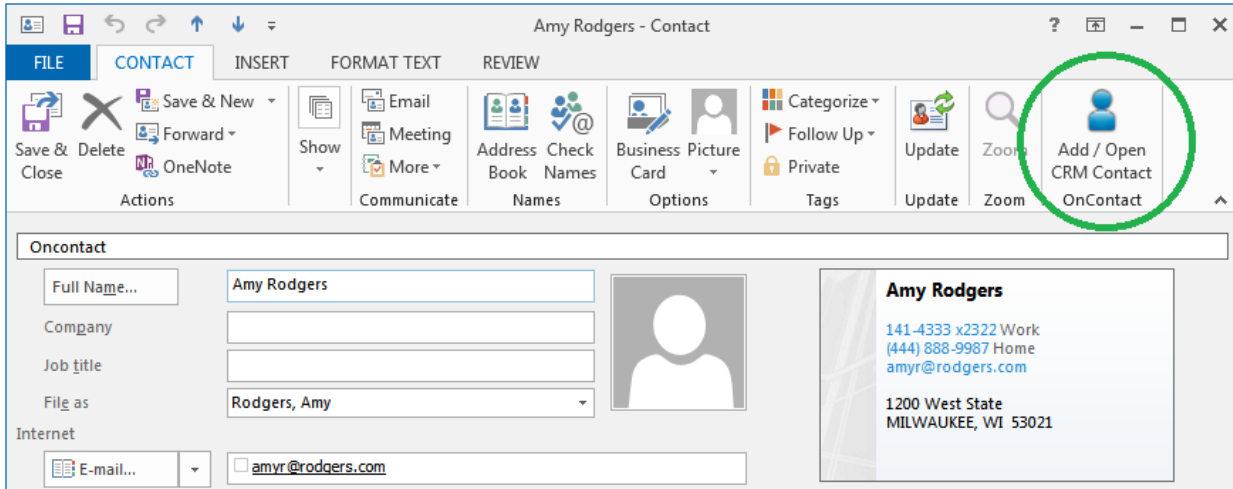 Amy Rodgers - Contact
?
FILE CONTACT INSERT FORMAT TEXT REVIEW
Save & Close
Delete
Save & New
Forward
OneNote
Actions
Show
Email
Meeting
More
Communicate
Address Book
Check Names
Names
Business Card
Picture
Options
Categorize
Follow Up
Private
Tags
Update
Update
Zoom
Zoom
Add / Open
CRM Contact
OnContact
Oncontact
Full Name... Amy Rodgers
Company
Job title
File as Rodgers, Amy
Internet
E-mail... amyr@rodgers.com
Amy Rodgers
141-4333 x2322 Work
(444) 888-9987 Home
amyr@rodgers.com
1200 West State
MILWAUKEE, WI 53021